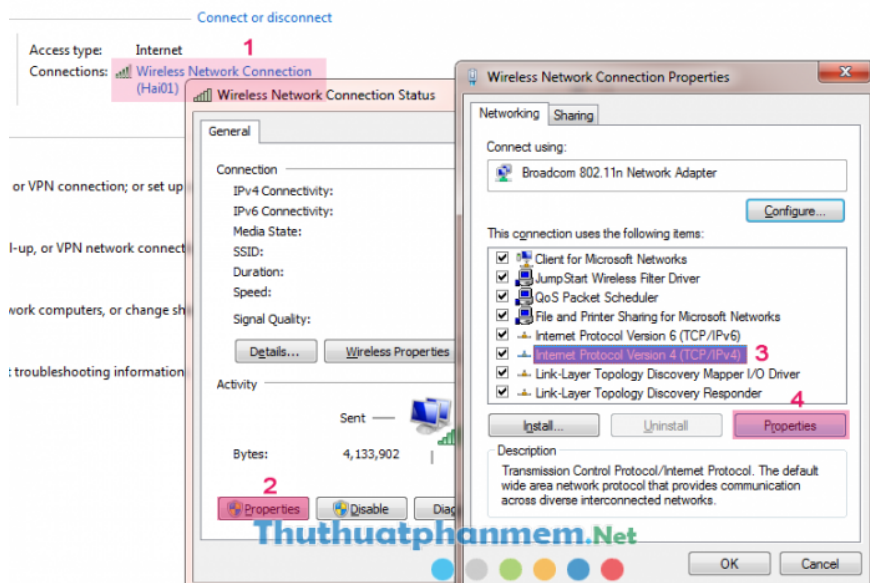 Connect or disconnect
Access type: Internet
1
Connections: Wireless Network Connection
(Hai01)
or VPN connection; or set up
l-up, or VPN network connect
work computers, or change sh
t troubleshooting information
Wireless Network Connection Status
General
Connection
IPv4 Connectivity:
IPv6 Connectivity:
Media State:
SSID:
Duration:
Speed:
Signal Quality:
Details... Wireless Properties
Activity
Sent
Bytes: 4,133,902
2
Properties Disable Diag
Wireless Network Connection Properties
Networking Sharing
Connect using:
Broadcom 802.11n Network Adapter
Configure...
This connection uses the following items:
Client for Microsoft Networks
JumpStart Wireless Filter Driver
QoS Packet Scheduler
File and Printer Sharing for Microsoft Networks
Internet Protocol Version 6 (TCP/IPv6)
Internet Protocol Version 4 (TCP/IPv4) 3
Link-Layer Topology Discovery Mapper I/O Driver
Link-Layer Topology Discovery Responder
4
Install... Uninstall Properties
Description
Transmission Control Protocol/Internet Protocol. The default
wide area network protocol that provides communication
across diverse interconnected networks.
OK Cancel
Thuthuatphanmem.Net